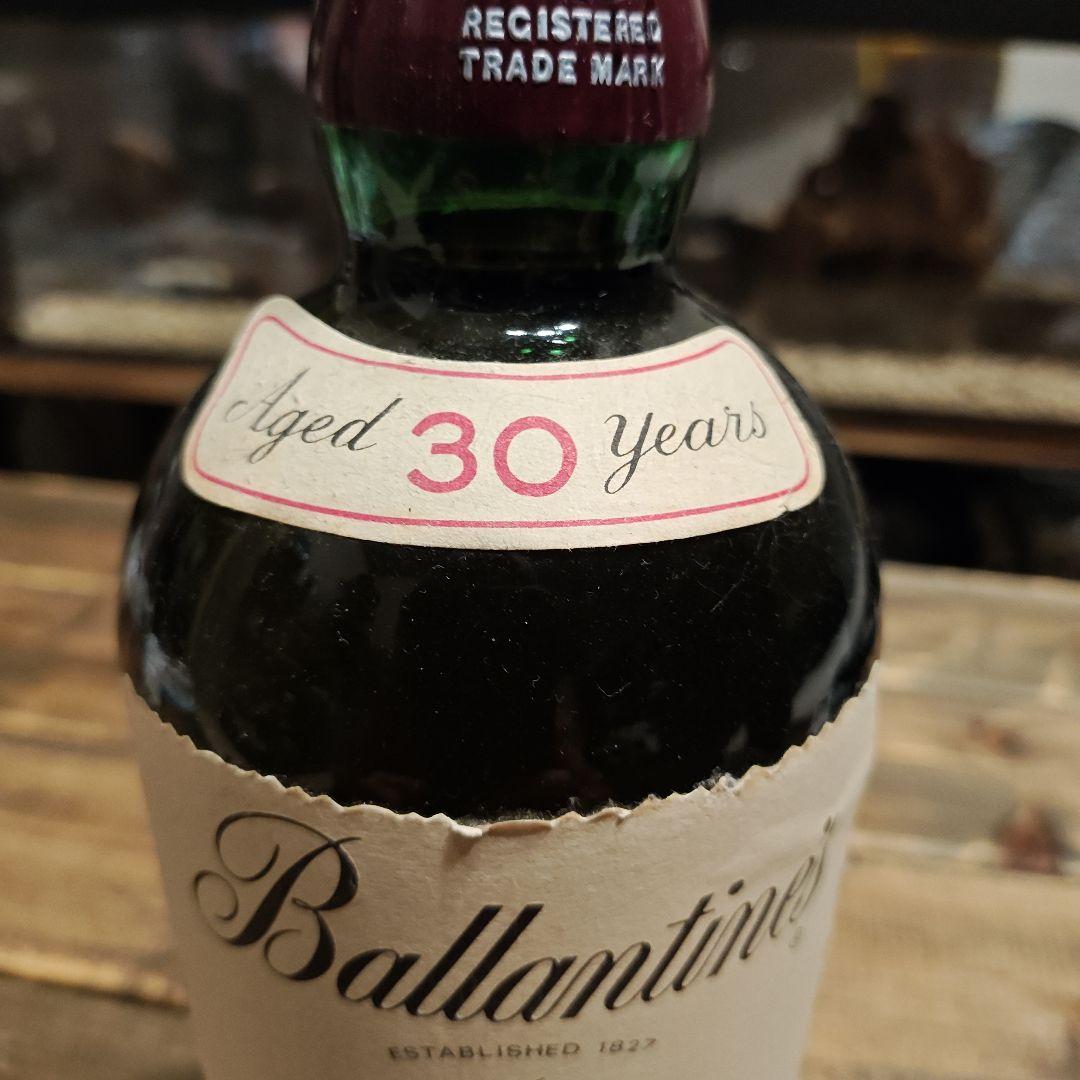 REGISTERED
TRADE MARK
Aged 30 Years
Ballantine's
ESTABLISHED 1827